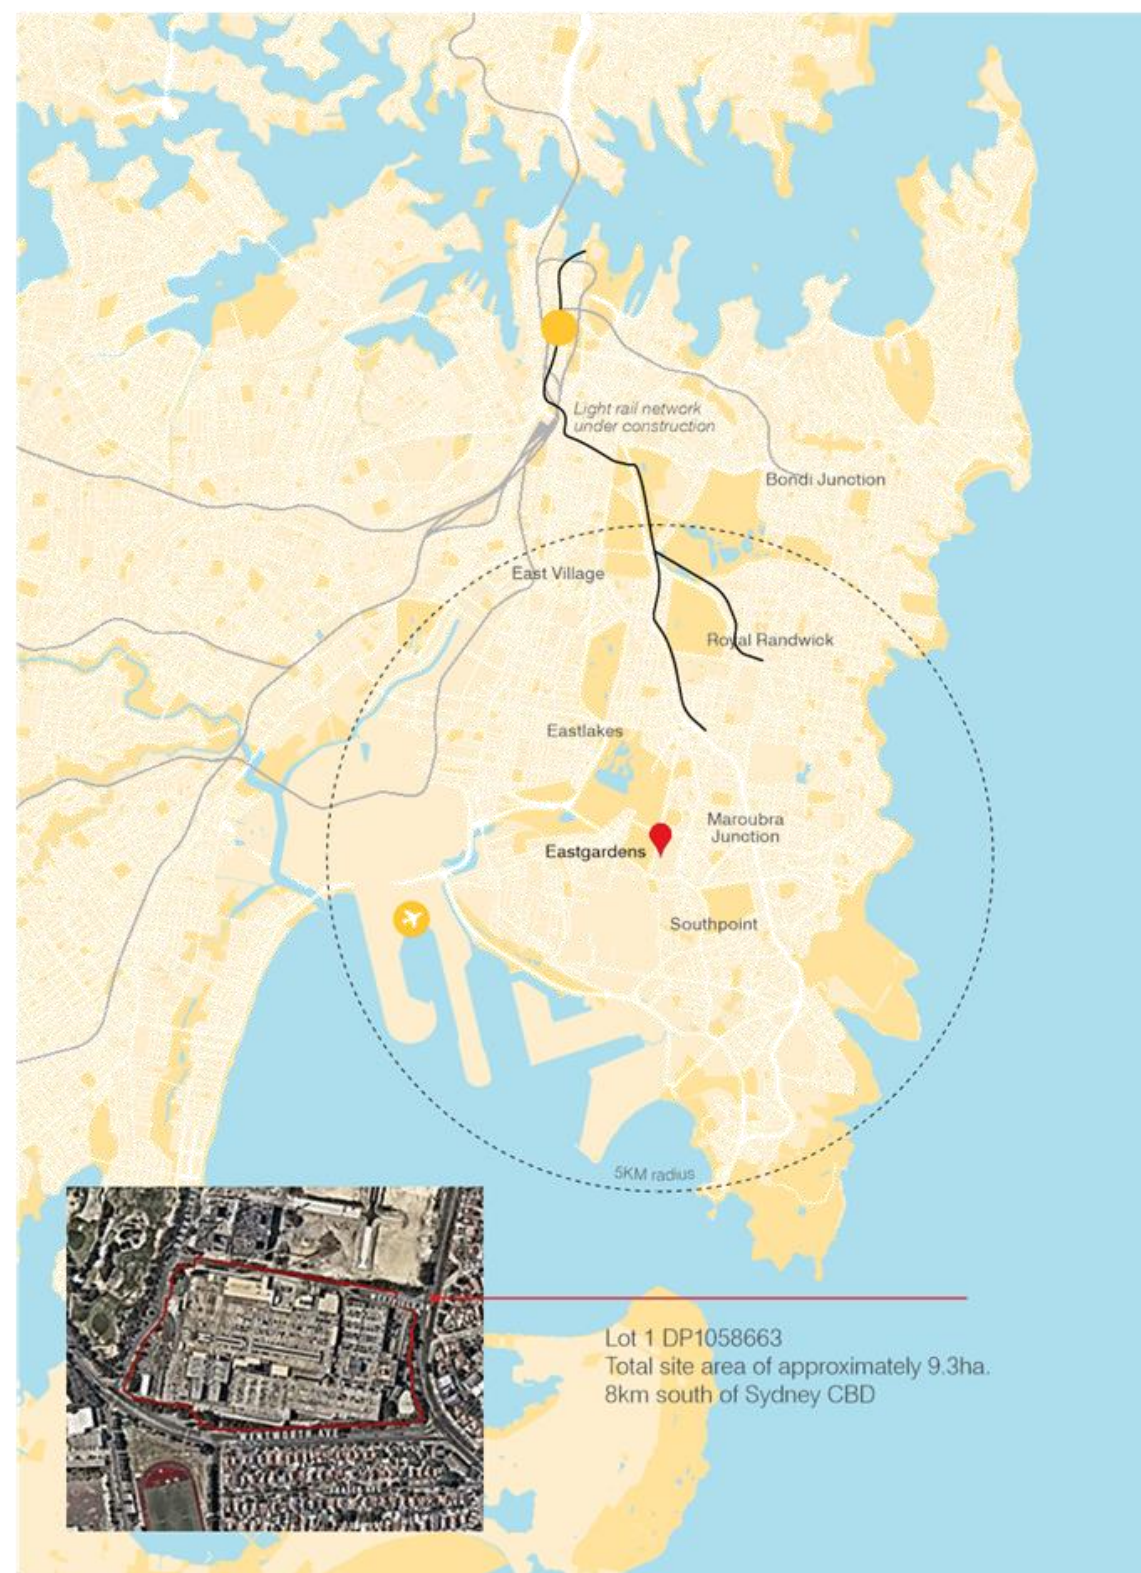 Light rail network
under construction
Bondi Junction
East Village
Royal Randwick
Eastlakes
Maroubra
Junction
Eastgardens
Southpoint
5KM radius
Lot 1 DP1058663
Total site area of approximately 9.3ha.
8km south of Sydney CBD